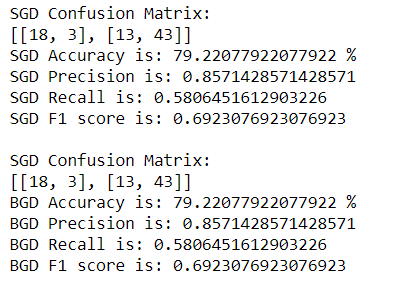 SGD Confusion Matrix:
[[18, 3], [13, 43]]
SGD Accuracy is: 79.22077922077922 %
SGD Precision is: 0.8571428571428571
SGD Recall is: 0.5806451612903226
SGD F1 score is: 0.6923076923076923
SGD Confusion Matrix:
[[18, 3], [13, 43]]
BGD Accuracy is: 79.22077922077922 %
BGD Precision is: 0.8571428571428571
BGD Recall is: 0.5806451612903226
BGD F1 score is: 0.6923076923076923